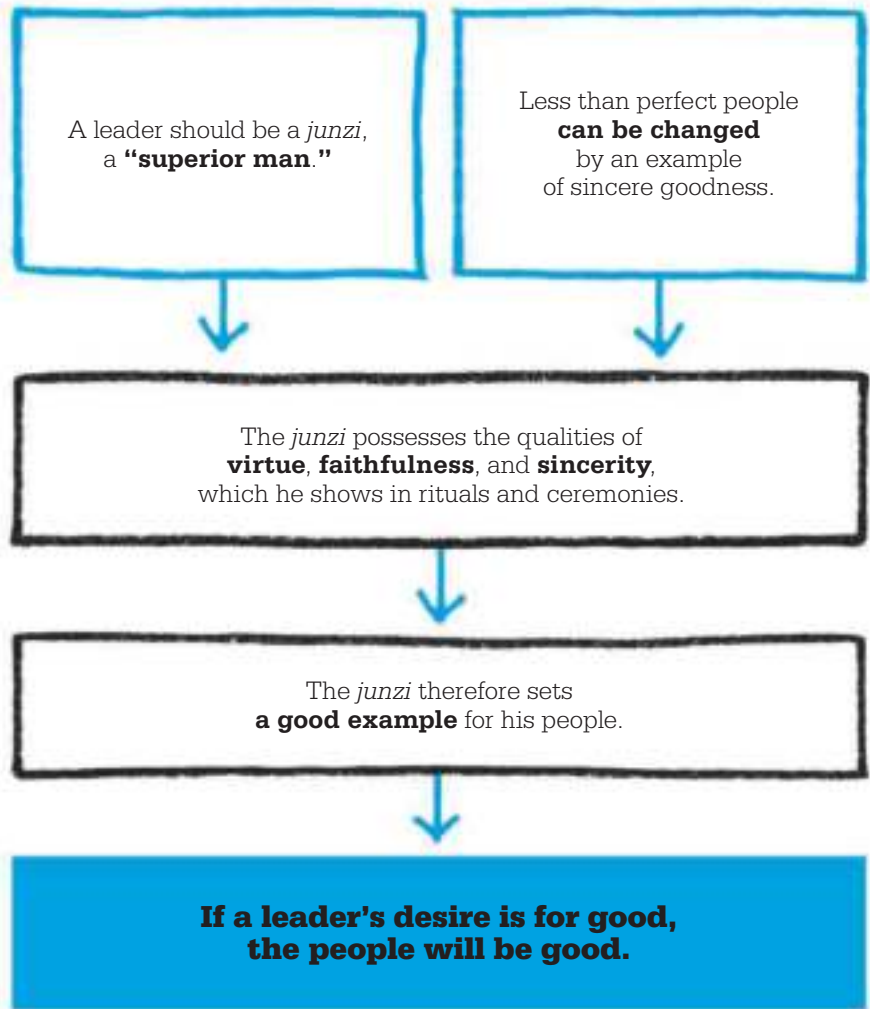 A leader should be a junzi,
a “superior man.”
Less than perfect people
can be changed
by an example
of sincere goodness.
The junzi possesses the qualities of
virtue, faithfulness, and sincerity,
which he shows in rituals and ceremonies.
The junzi therefore sets
a good example for his people.
If a leader’s desire is for good,
the people will be good.